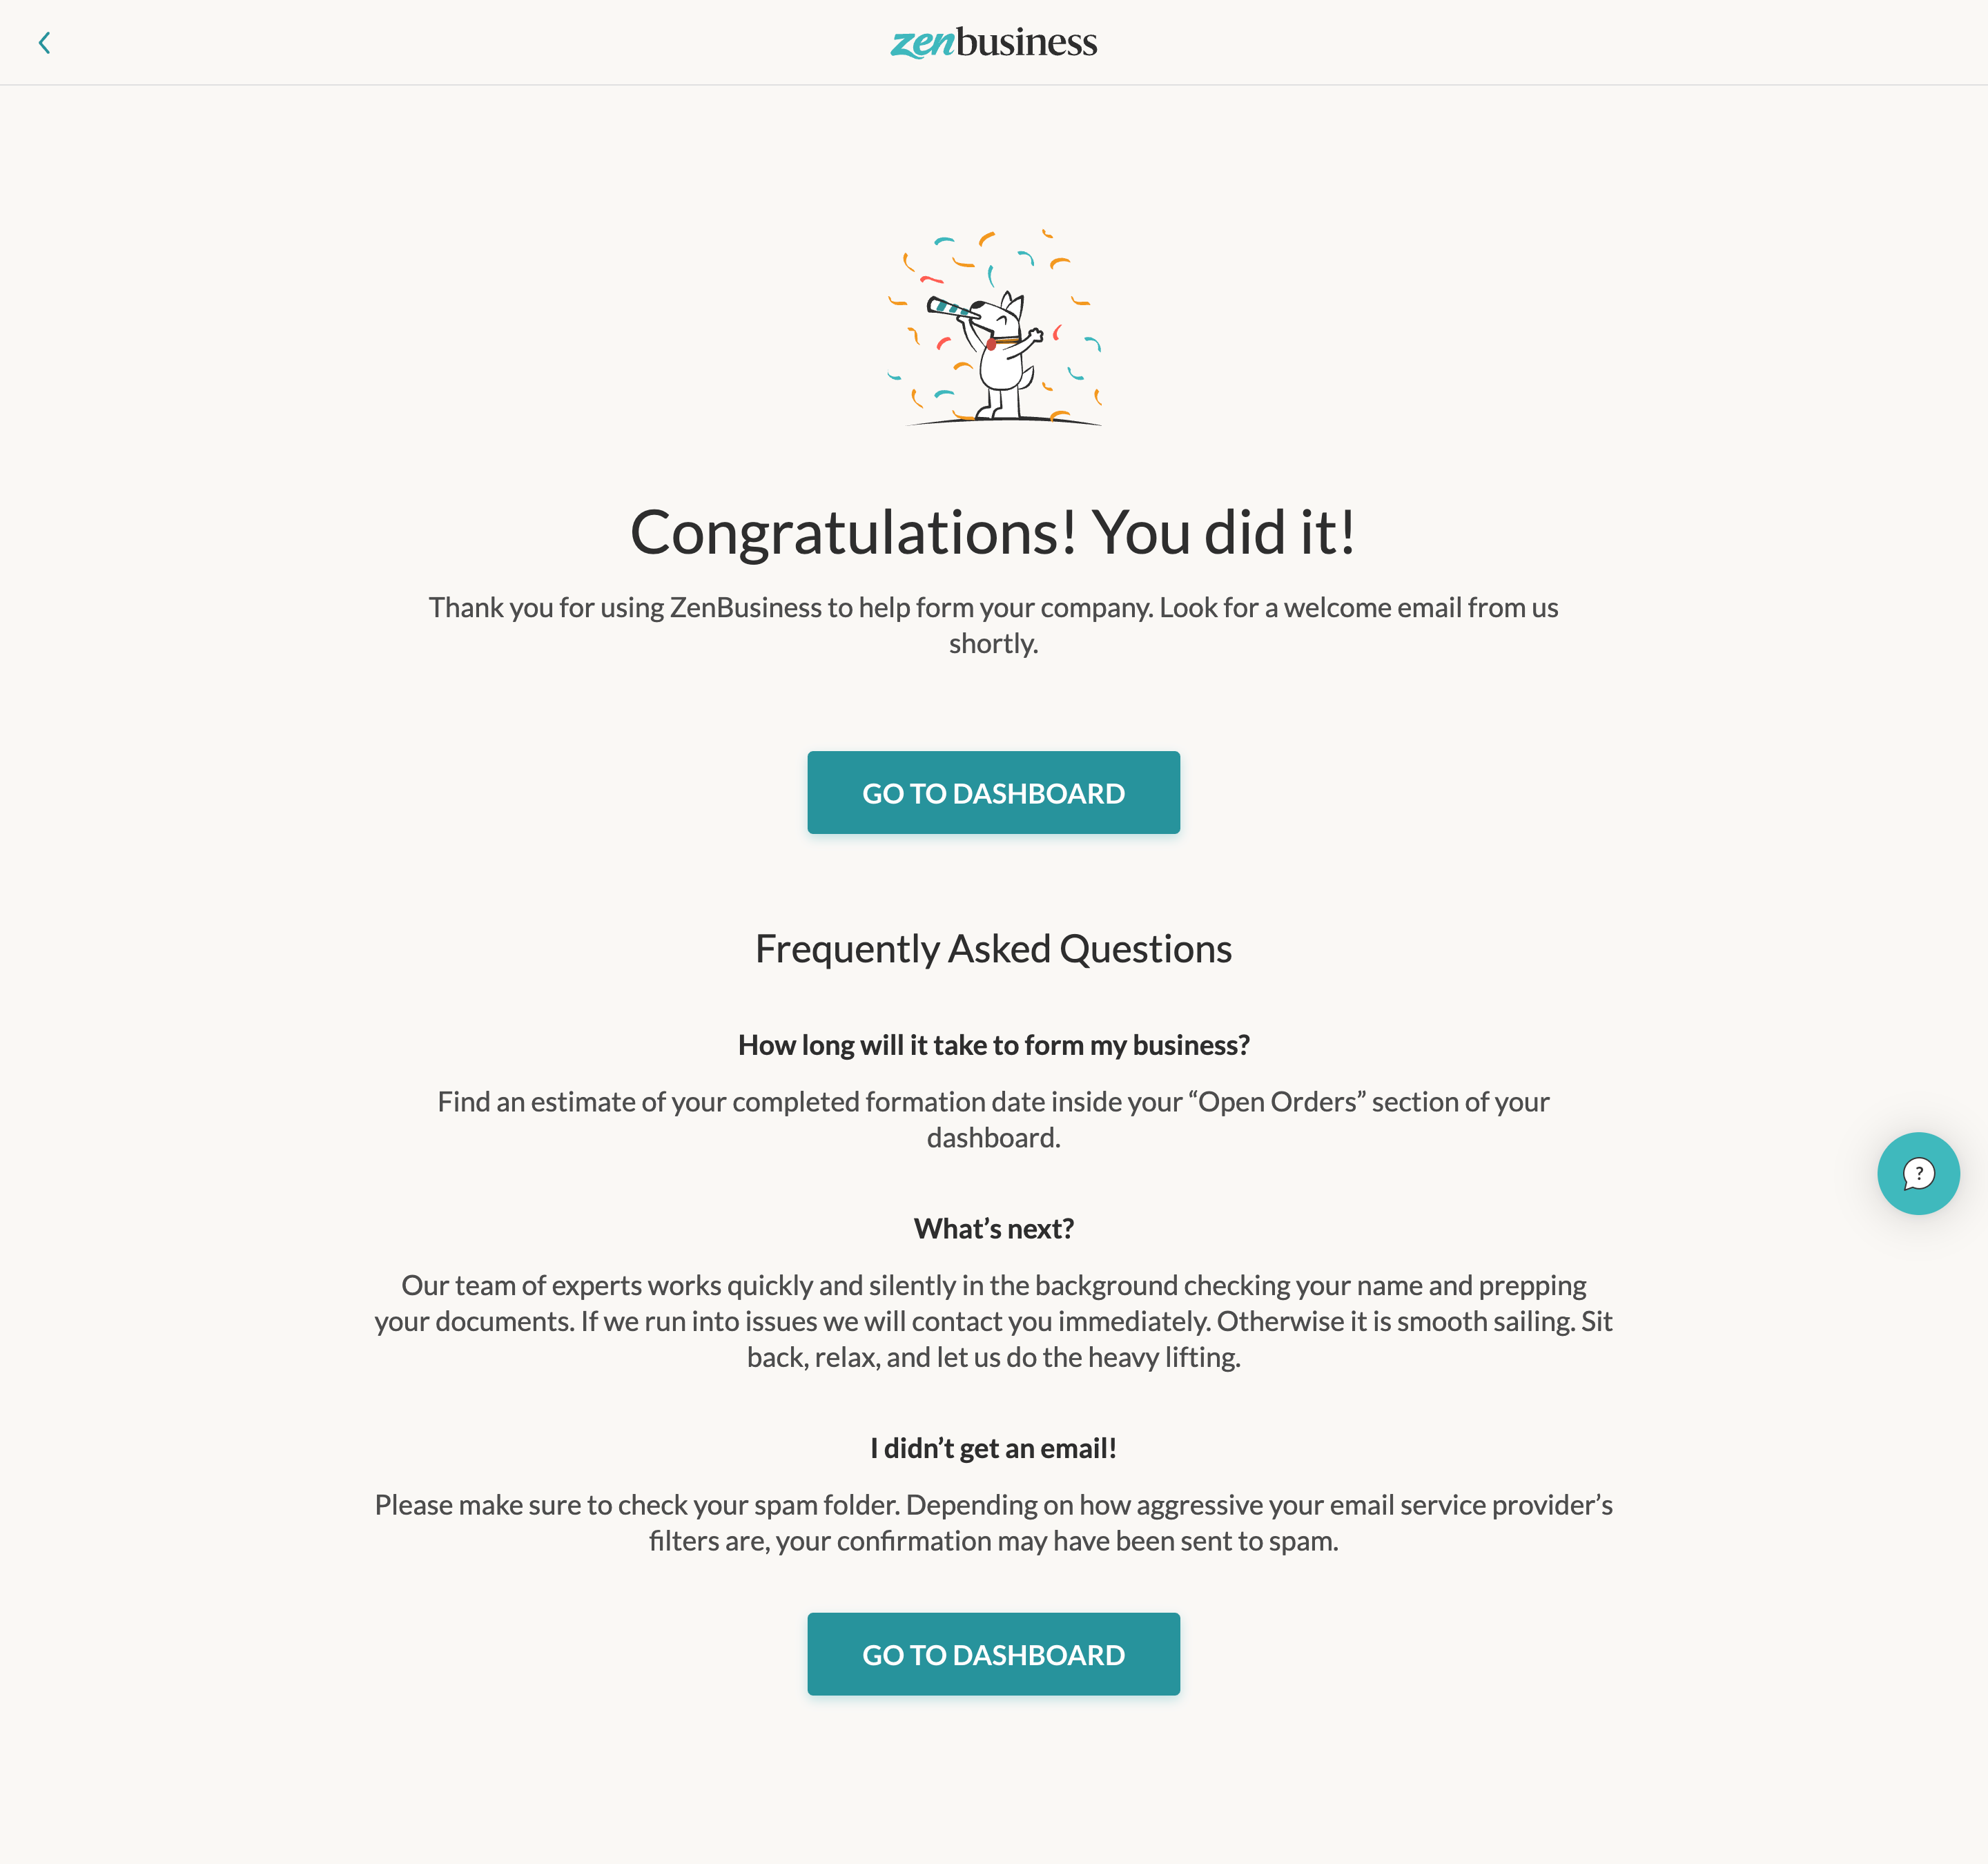 zenbusiness
Congratulations! You did it!
Thank you for using ZenBusiness to help form your company. Look for a welcome email from us
shortly.
GO TO DASHBOARD
Frequently Asked Questions
How long will it take to form my business?
Find an estimate of your completed formation date inside your “Open Orders” section of your
dashboard.
What’s next?
Our team of experts works quickly and silently in the background checking your name and prepping
your documents. If we run into issues we will contact you immediately. Otherwise it is smooth sailing. Sit
back, relax, and let us do the heavy lifting.
?
I didn’t get an email!
Please make sure to check your spam folder. Depending on how aggressive your email service provider’s
filters are, your confirmation may have been sent to spam.
GO TO DASHBOARD